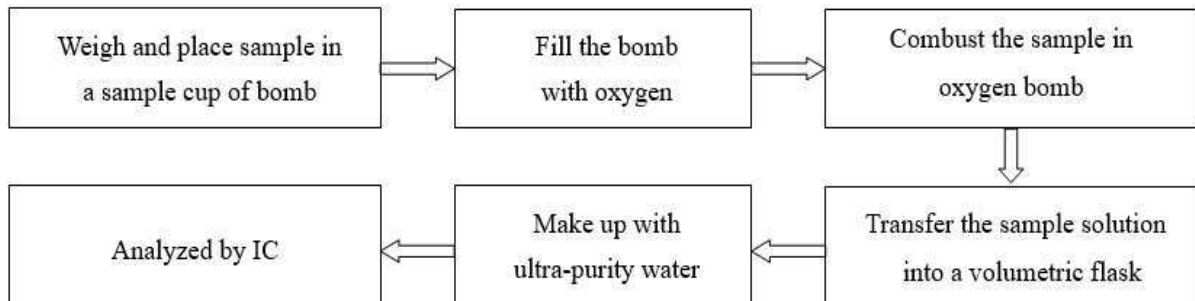 Weigh and place sample in
a sample cup of bomb
Fill the bomb
with oxygen
Combust the sample in
oxygen bomb
Transfer the sample solution
into a volumetric flask
Make up with
ultra-purity water
Analyzed by IC